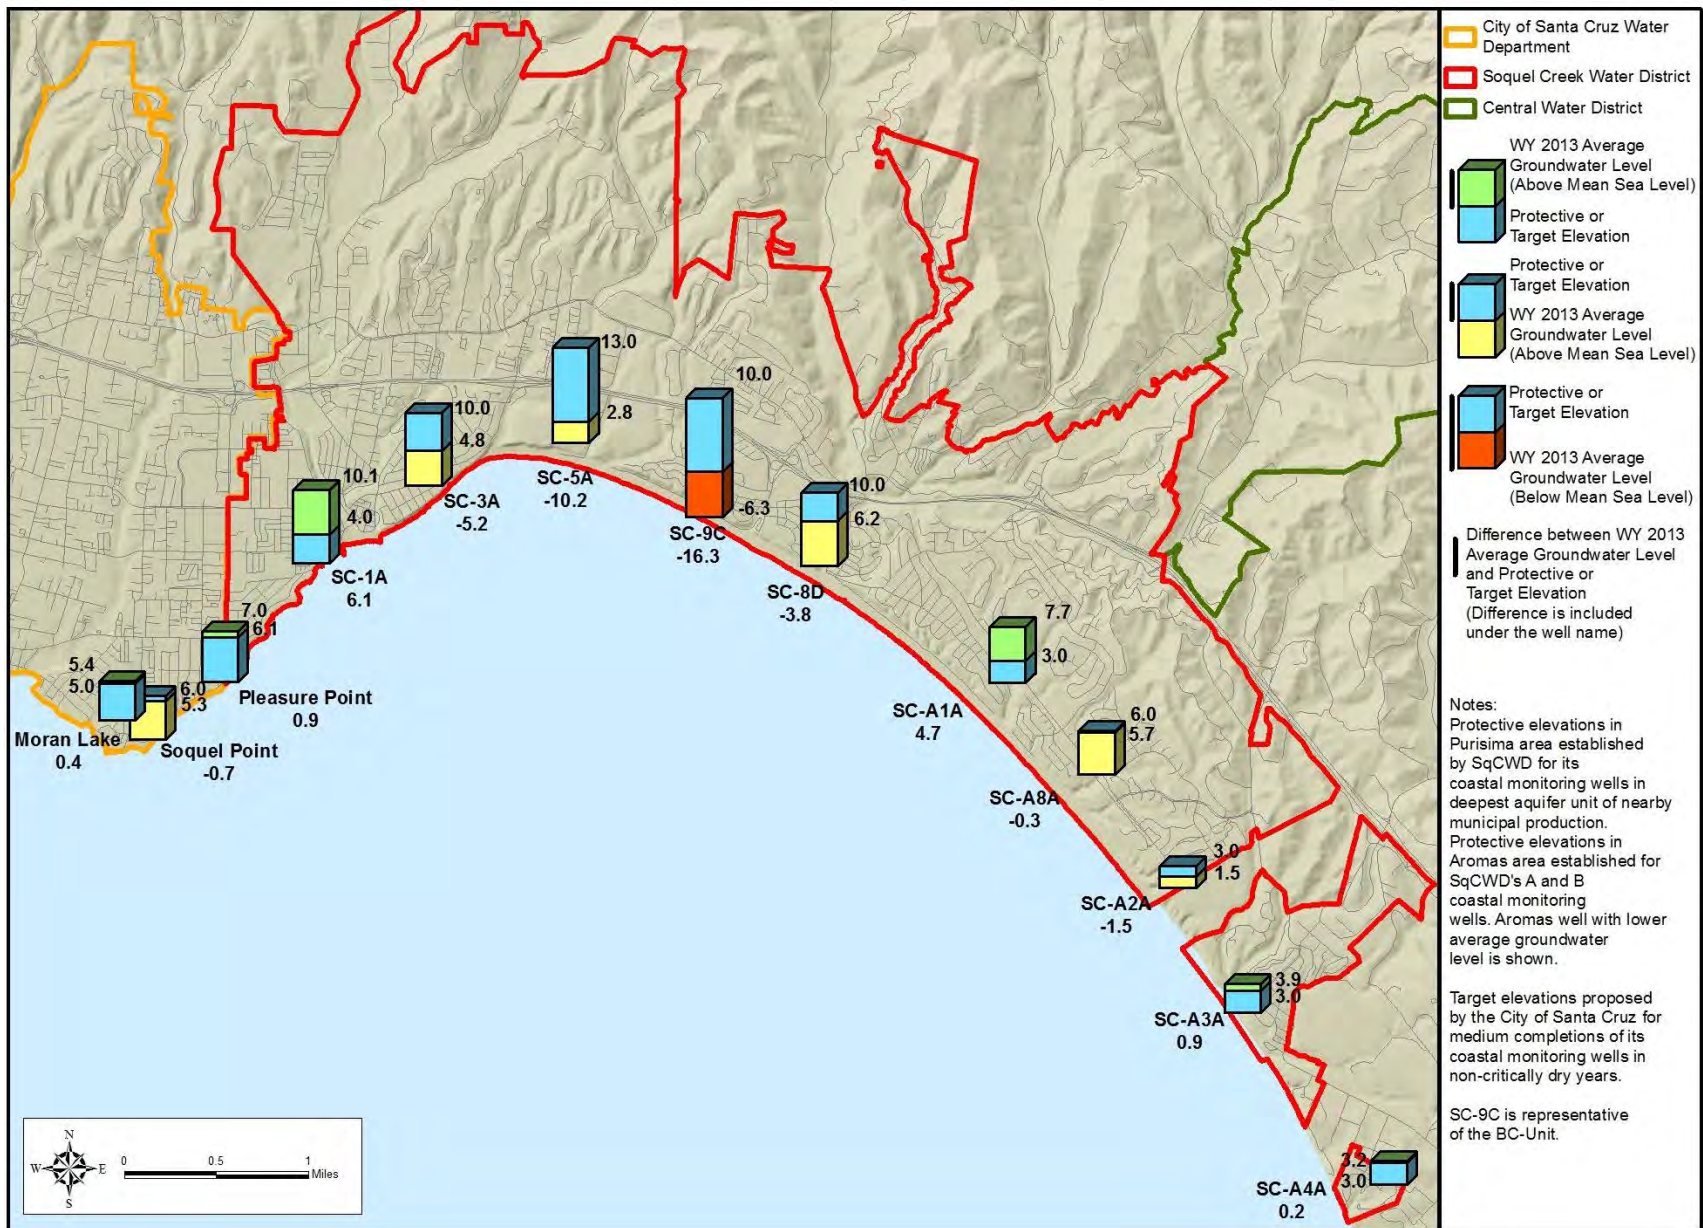 City of Santa Cruz Water
Department
Soquel Creek Water District
Central Water District
WY 2013 Average
Groundwater Level
(Above Mean Sea Level)
Protective or
Target Elevation
Protective or
Target Elevation
WY 2013 Average
Groundwater Level
(Above Mean Sea Level)
Protective or
Target Elevation
WY 2013 Average
Groundwater Level
(Below Mean Sea Level)
Difference between WY 2013
Average Groundwater Level
and Protective or
Target Elevation
(Difference is included
under the well name)
Notes:
Protective elevations in
Purisima area established
by SqCWD for its
coastal monitoring wells in
deepest aquifer unit of nearby
municipal production.
Protective elevations in
Aromas area established for
SqCWD's A and B
coastal monitoring
wells. Aromas well with lower
average groundwater
level is shown.
Target elevations proposed
by the City of Santa Cruz for
medium completions of its
coastal monitoring wells in
non-critically dry years.
SC-9C is representative
of the BC-Unit.
5.4
5.0
Moran Lake
0.4
6.0
5.3
Soquel Point
-0.7
7.0
6.1
Pleasure Point
0.9
10.1
4.0
SC-1A
6.1
10.0
4.8
SC-3A
-5.2
13.0
2.8
SC-5A
-10.2
10.0
-6.3
SC-9C
-16.3
10.0
6.2
SC-8D
-3.8
7.7
3.0
SC-A1A
4.7
6.0
5.7
SC-A8A
-0.3
3.0
1.5
SC-A2A
-1.5
3.9
3.0
SC-A3A
0.9
3.2
3.0
SC-A4A
0.2
N
W E
S
0 0.5 1
Miles